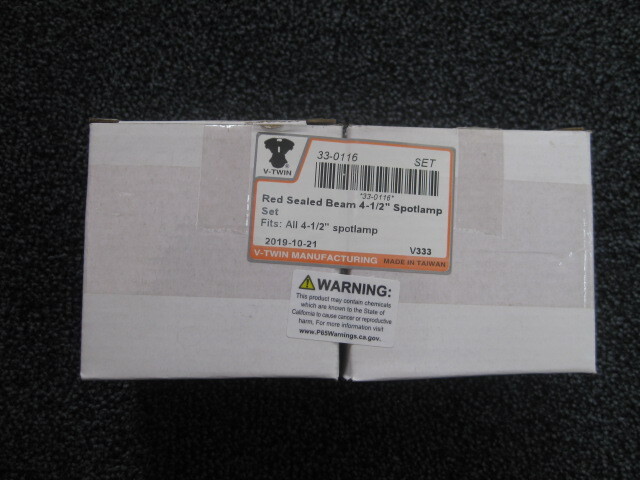 33-0116 SET
V-TWIN
*33-0116*
Red Sealed Beam 4-1/2" Spotlamp
Set
Fits: All 4-1/2" spotlamp
2019-10-21 V333
V-TWIN MANUFACTURING MADE IN TAIWAN
WARNING:
This product may contain chemicals
which are known to the State of
California to cause cancer or reproductive
harm. For more information visit
www.P65Warnings.ca.gov.